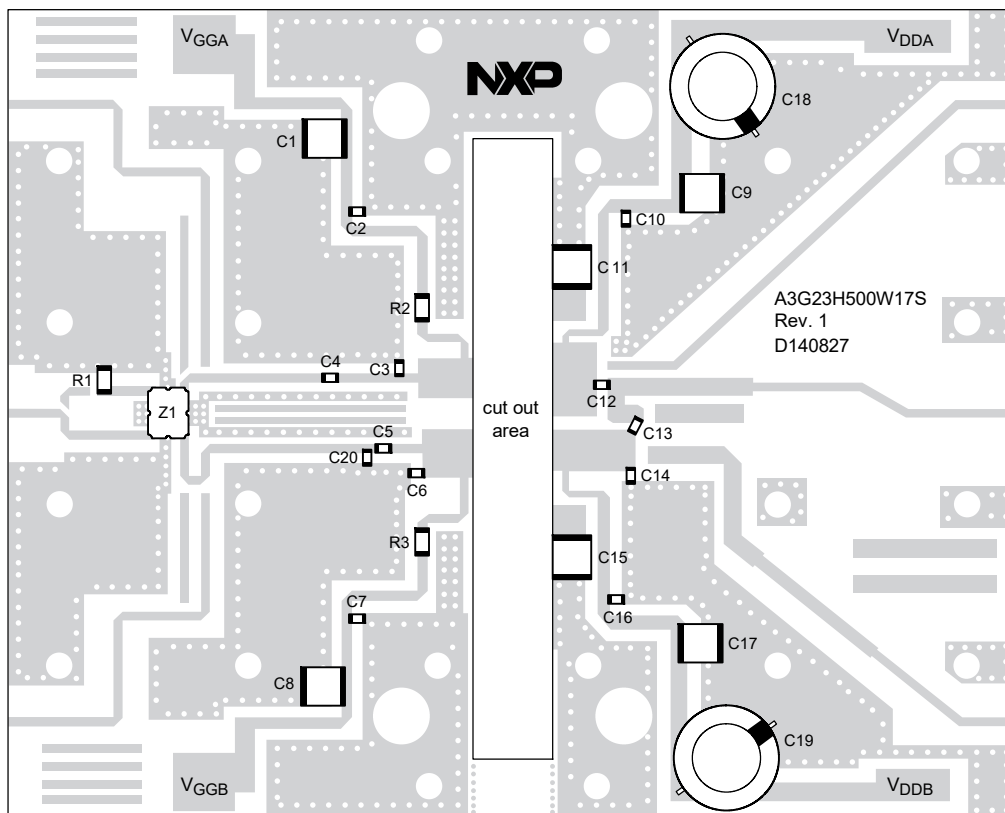 VGGA
NXP
VDDA
C18
C1
C9
C2
C10
C11
A3G23H500W17S
Rev. 1
D140827
R2
C4
C3
R1
C12
Z1
cut out
area
C13
C5
C20
C14
C6
R3
C15
C7
C16
C17
C8
C19
VGGB
VDDB